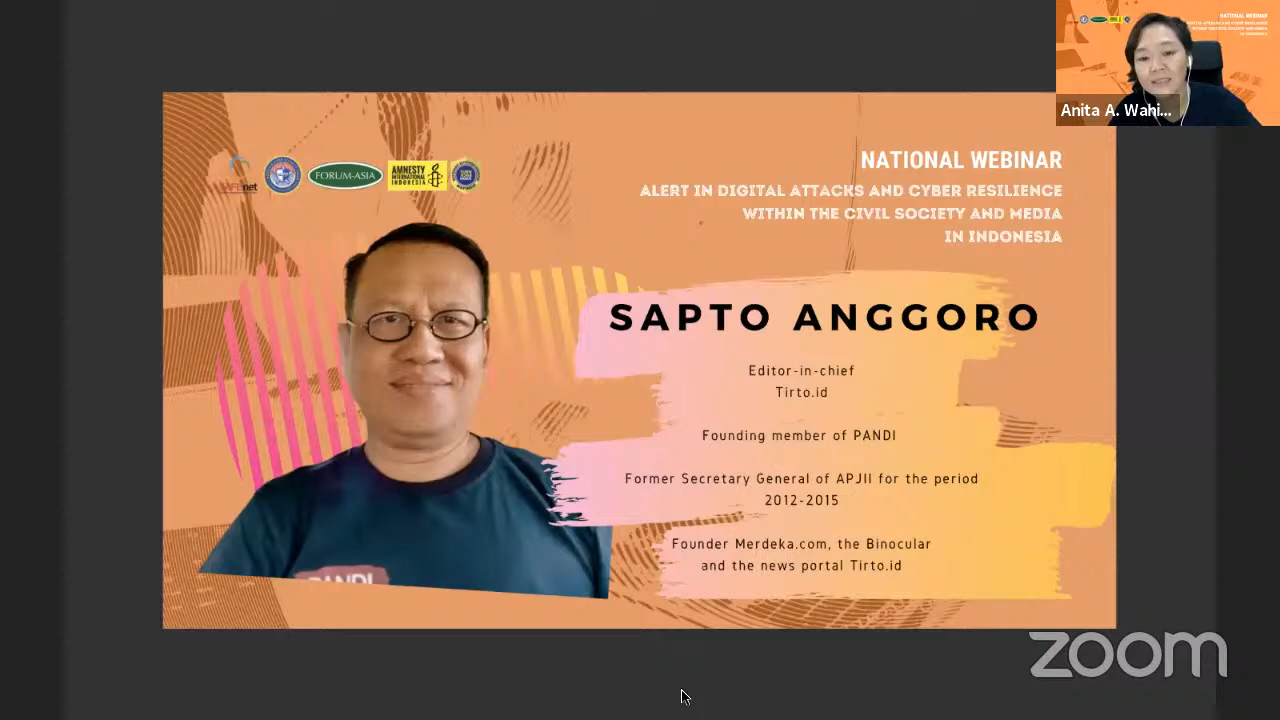 NATIONAL WEBINAR
Anita A. Wahi...
FORUM-ASIA
AMNESTY
INTERNATIONAL
INDONESIA
NATIONAL WEBINAR
ALERT IN DIGITAL ATTACKS AND CYBER RESILIENCE
WITHIN THE CIVIL SOCIETY AND MEDIA
IN INDONESIA
SAPTO ANGGORO
Editor-in-chief
Tirto.id
Founding member of PANDI
Former Secretary General of APJII for the period
2012-2015
Founder Merdeka.com, the Binocular
and the news portal Tirto.id
PANDI
zoom